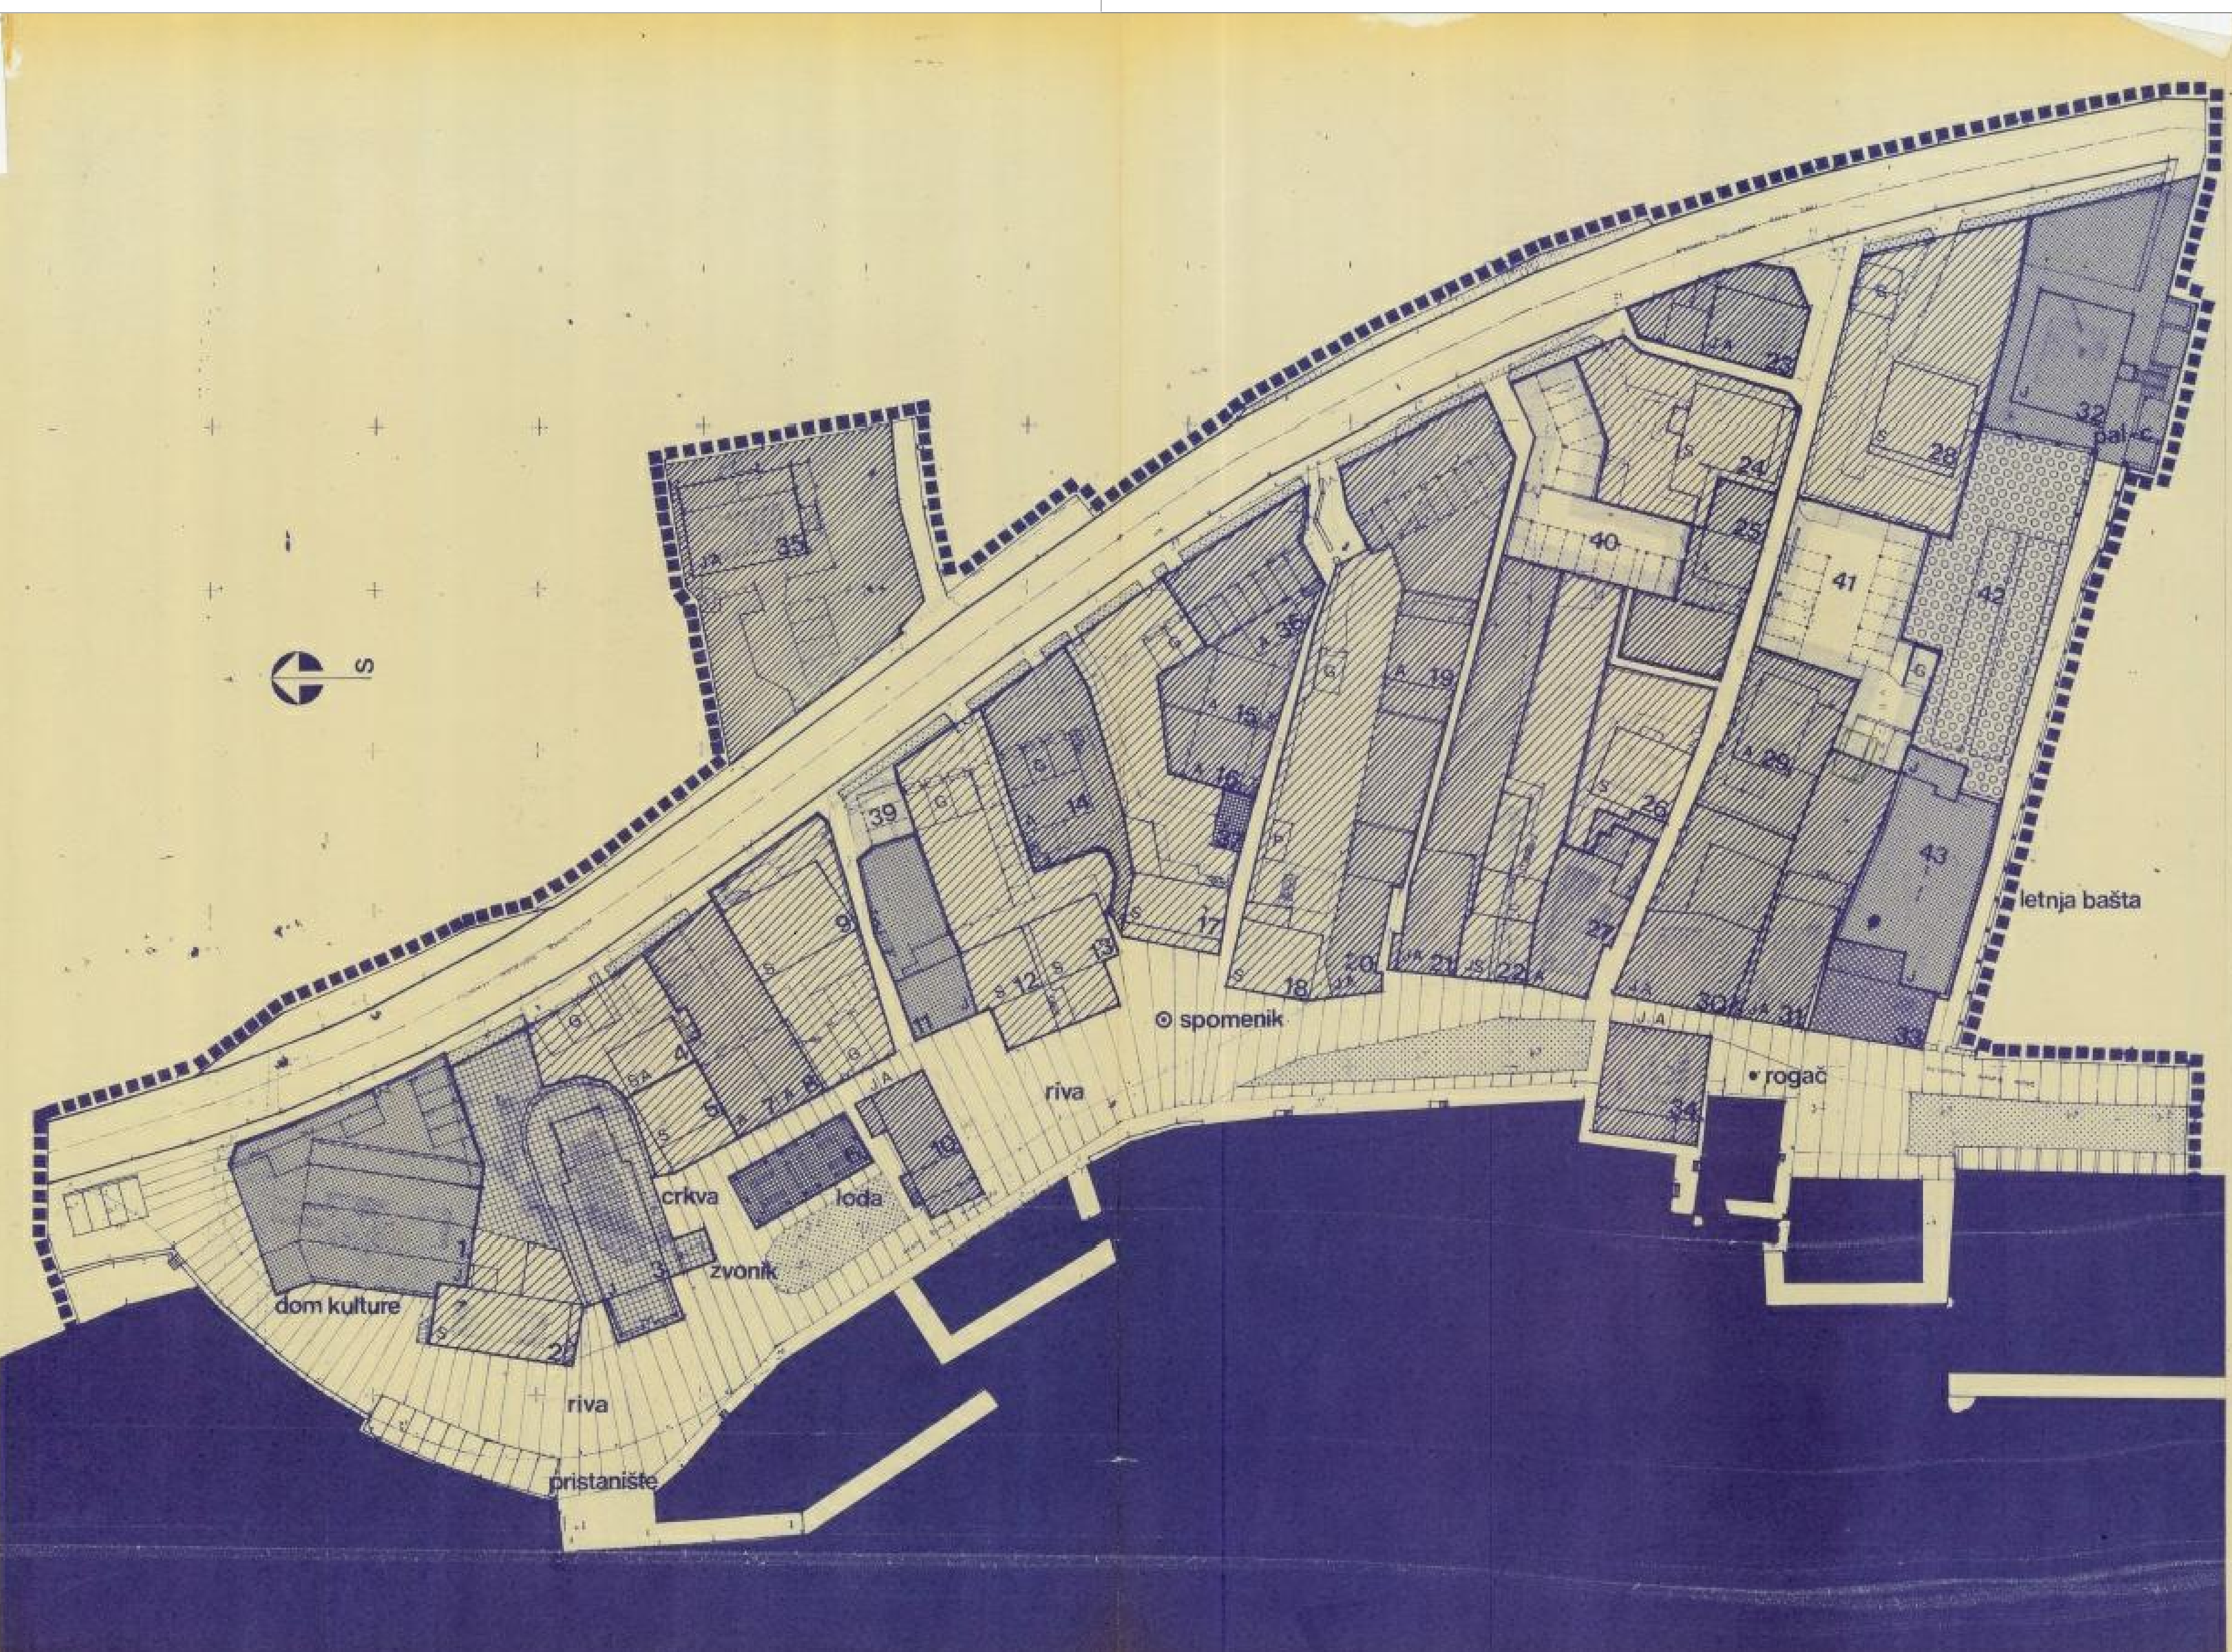 J A
23
G
J
32
pal-c
S
28
S
24
25
40
41
42
J A
35
S
G
A 36
G
A 19
A 15
A 16
37
G
A 14
39
G
J
G
A 29
S
26
P
43
letnja bašta
9
S
S
17
S
12
S
13
27
J
11
J
S
18
J A
20
J A
21
J S
22
A
J A
30
J A
31
33
spomenik
J A
G
S A
4
S
5
A
7
A
8
G
J A
rogač
34
riva
10
6
crkva
loda
1
3
zvonik
dom kulture
S
2
J
riva
pristanište